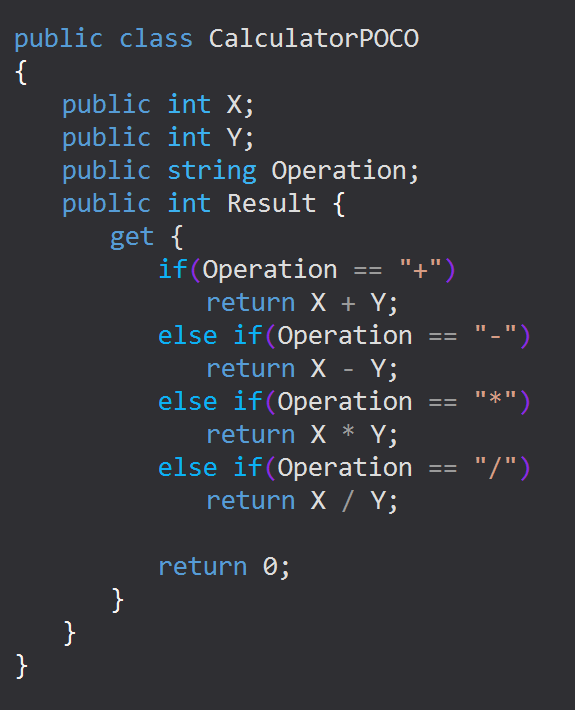 public class CalculatorPOCO
{
public int X;
public int Y;
public string Operation;
public int Result {
get {
if(Operation == "+")
return X + Y;
else if(Operation == "-")
return X - Y;
else if(Operation == "*")
return X * Y;
else if(Operation == "/")
return X / Y;
return 0;
}
}
}